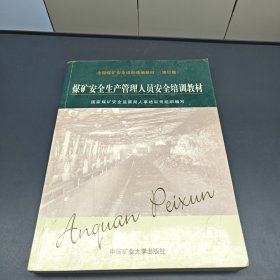 全国煤矿安全培训统编教材（修订版）
煤矿安全生产管理人员安全培训教材
国家煤矿安全监察局人事培训司组织编写
Anquan Peixun
中国矿业大学出版社